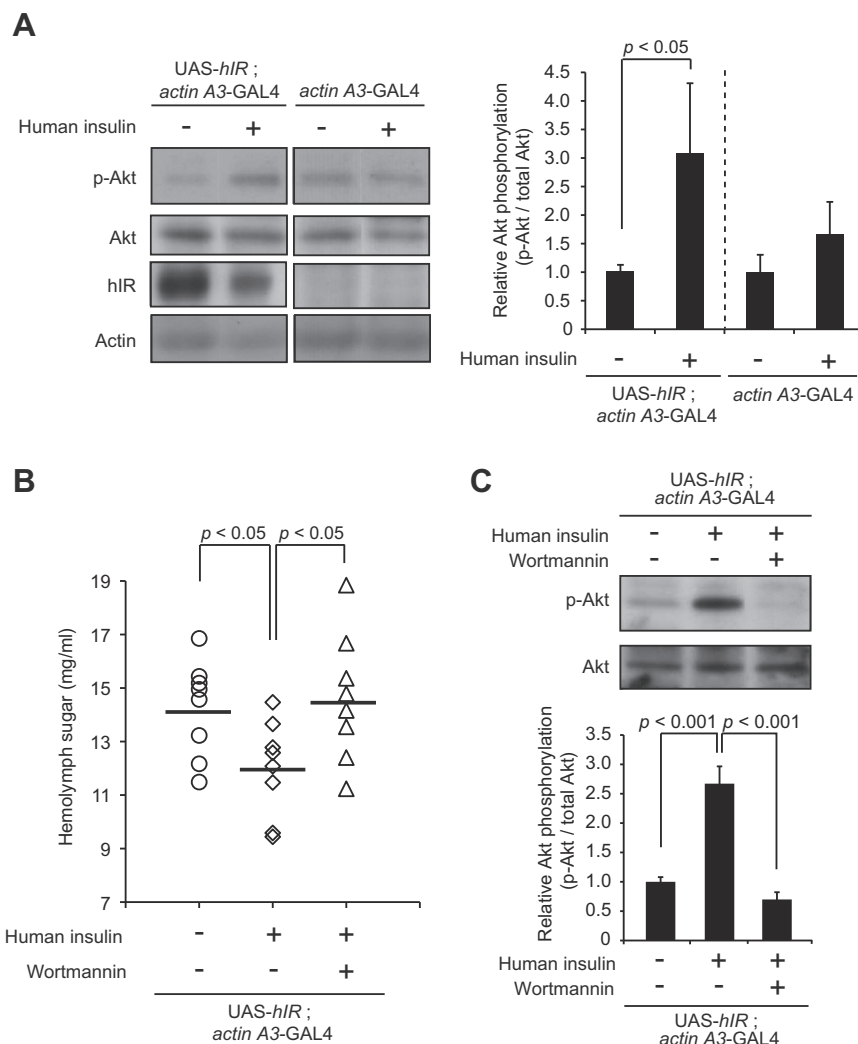 A
UAS-hIR ;
actin A3-GAL4
actin A3-GAL4
Human insulin - + - +
p-Akt
Akt
hIR
Actin
p < 0.05
Relative Akt phosphorylation
(p-Akt / total Akt)
4.5
4.0
3.5
3.0
2.5
2.0
1.5
1.0
0.5
0
Human insulin - + - +
UAS-hIR ;
actin A3-GAL4
actin A3-GAL4
B
p < 0.05 p < 0.05
Hemolymph sugar (mg/ml)
19
17
15
13
11
9
7
Human insulin - + +
Wortmannin - - +
UAS-hIR ;
actin A3-GAL4
C
UAS-hIR ;
actin A3-GAL4
Human insulin - + +
Wortmannin - - +
p-Akt
Akt
p < 0.001 p < 0.001
Relative Akt phosphorylation
(p-Akt / total Akt)
3.5
3.0
2.5
2.0
1.5
1.0
0.5
0
Human insulin - + +
Wortmannin - - +
UAS-hIR ;
actin A3-GAL4